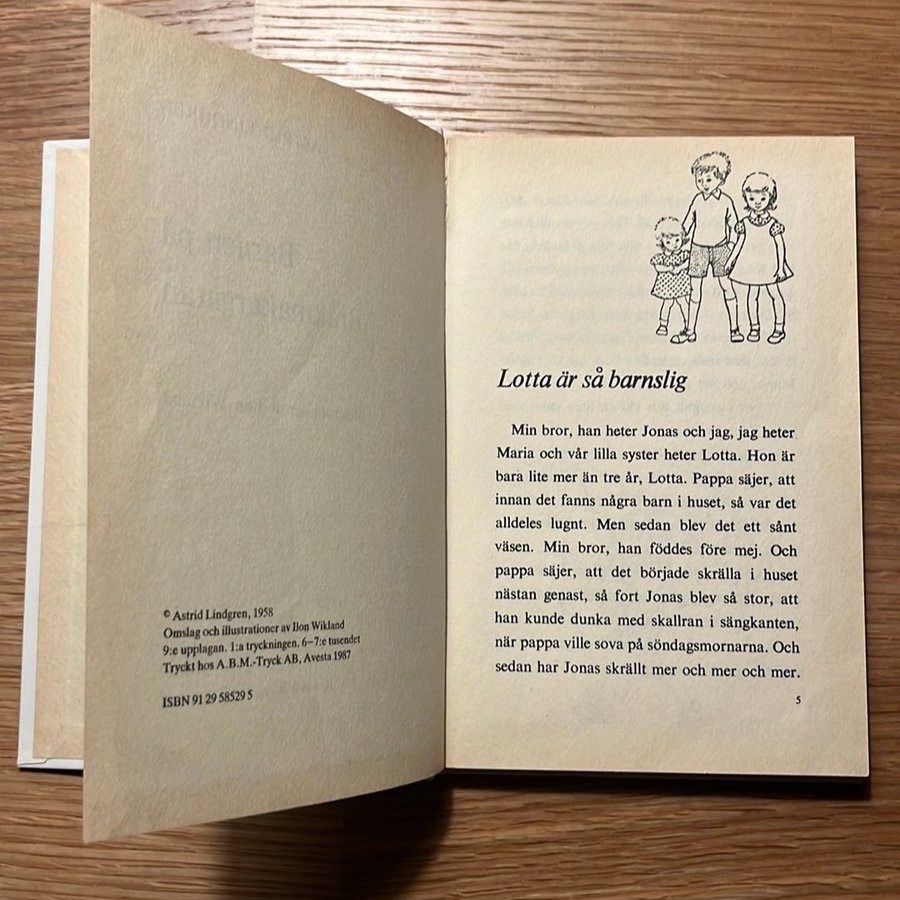 © Astrid Lindgren, 1958
Omslag och illustrationer av Ilon Wikland
9:e upplagan. 1:a tryckningen. 6–7:e tusendet
Tryckt hos A.B.M.-Tryck AB, Avesta 1987
ISBN 91 29 58529 5
Lotta är så barnslig
Min bror, han heter Jonas och jag, jag heter
Maria och vår lilla syster heter Lotta. Hon är
bara lite mer än tre år, Lotta. Pappa säjer, att
innan det fanns några barn i huset, så var det
alldeles lugnt. Men sedan blev det ett sånt
väsen. Min bror, han föddes före mej. Och
pappa säjer, att det började skrälla i huset
nästan genast, så fort Jonas blev så stor, att
han kunde dunka med skallran i sängkanten,
när pappa ville sova på söndagsmornarna. Och
sedan har Jonas skrällt mer och mer och mer.
5